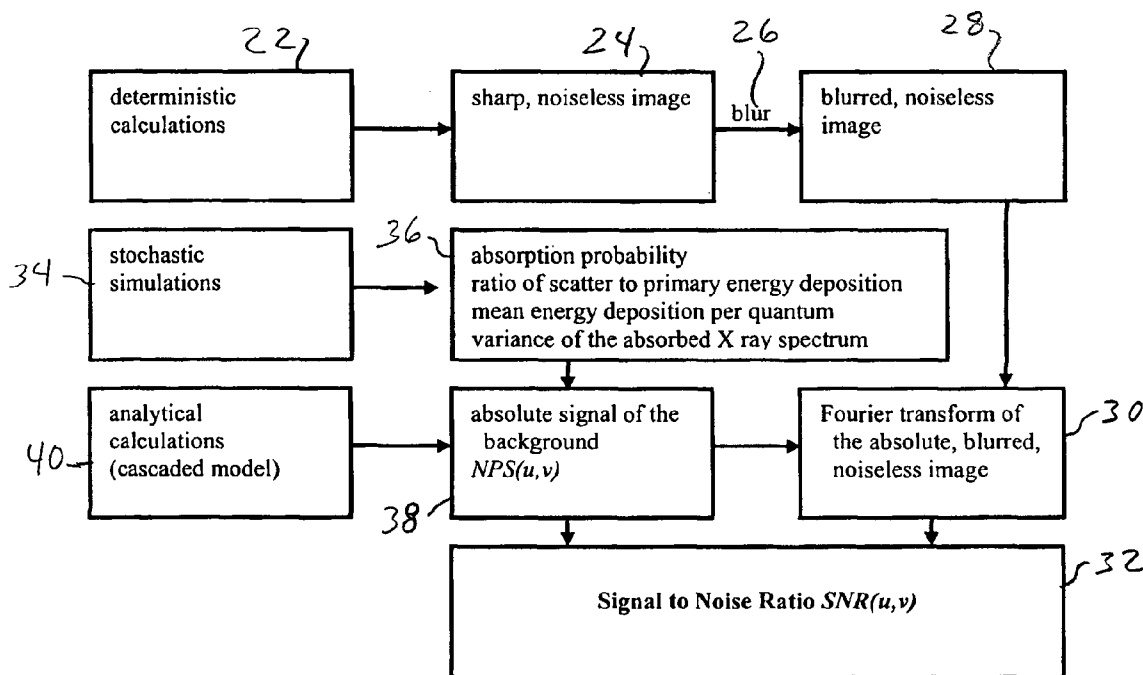 22
24
26
28
deterministic
calculations
sharp, noiseless image
blur
blurred, noiseless
image
34
stochastic
simulations
36
absorption probability
ratio of scatter to primary energy deposition
mean energy deposition per quantum
variance of the absorbed X ray spectrum
40
analytical
calculations
(cascaded model)
38
absolute signal of the
background
NPS(u,v)
Fourier transform of
the absolute, blurred,
noiseless image
30
32
Signal to Noise Ratio SNR(u,v)